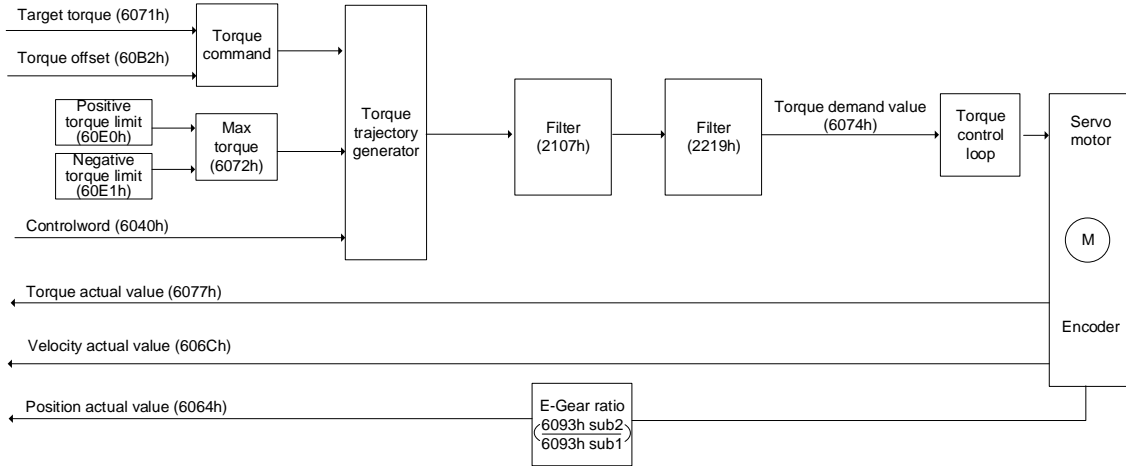 Target torque (6071h)
Torque offset (60B2h)
Torque
command
Positive
torque limit
(60E0h)
Negative
torque limit
(60E1h)
Max
torque
(6072h)
Controlword (6040h)
Torque
trajectory
generator
Filter
(2107h)
Filter
(2219h)
Torque demand value
(6074h)
Torque
control
loop
Servo
motor
M
Encoder
Torque actual value (6077h)
Velocity actual value (606Ch)
Position actual value (6064h)
E-Gear ratio
(6093h sub2
6093h sub1)